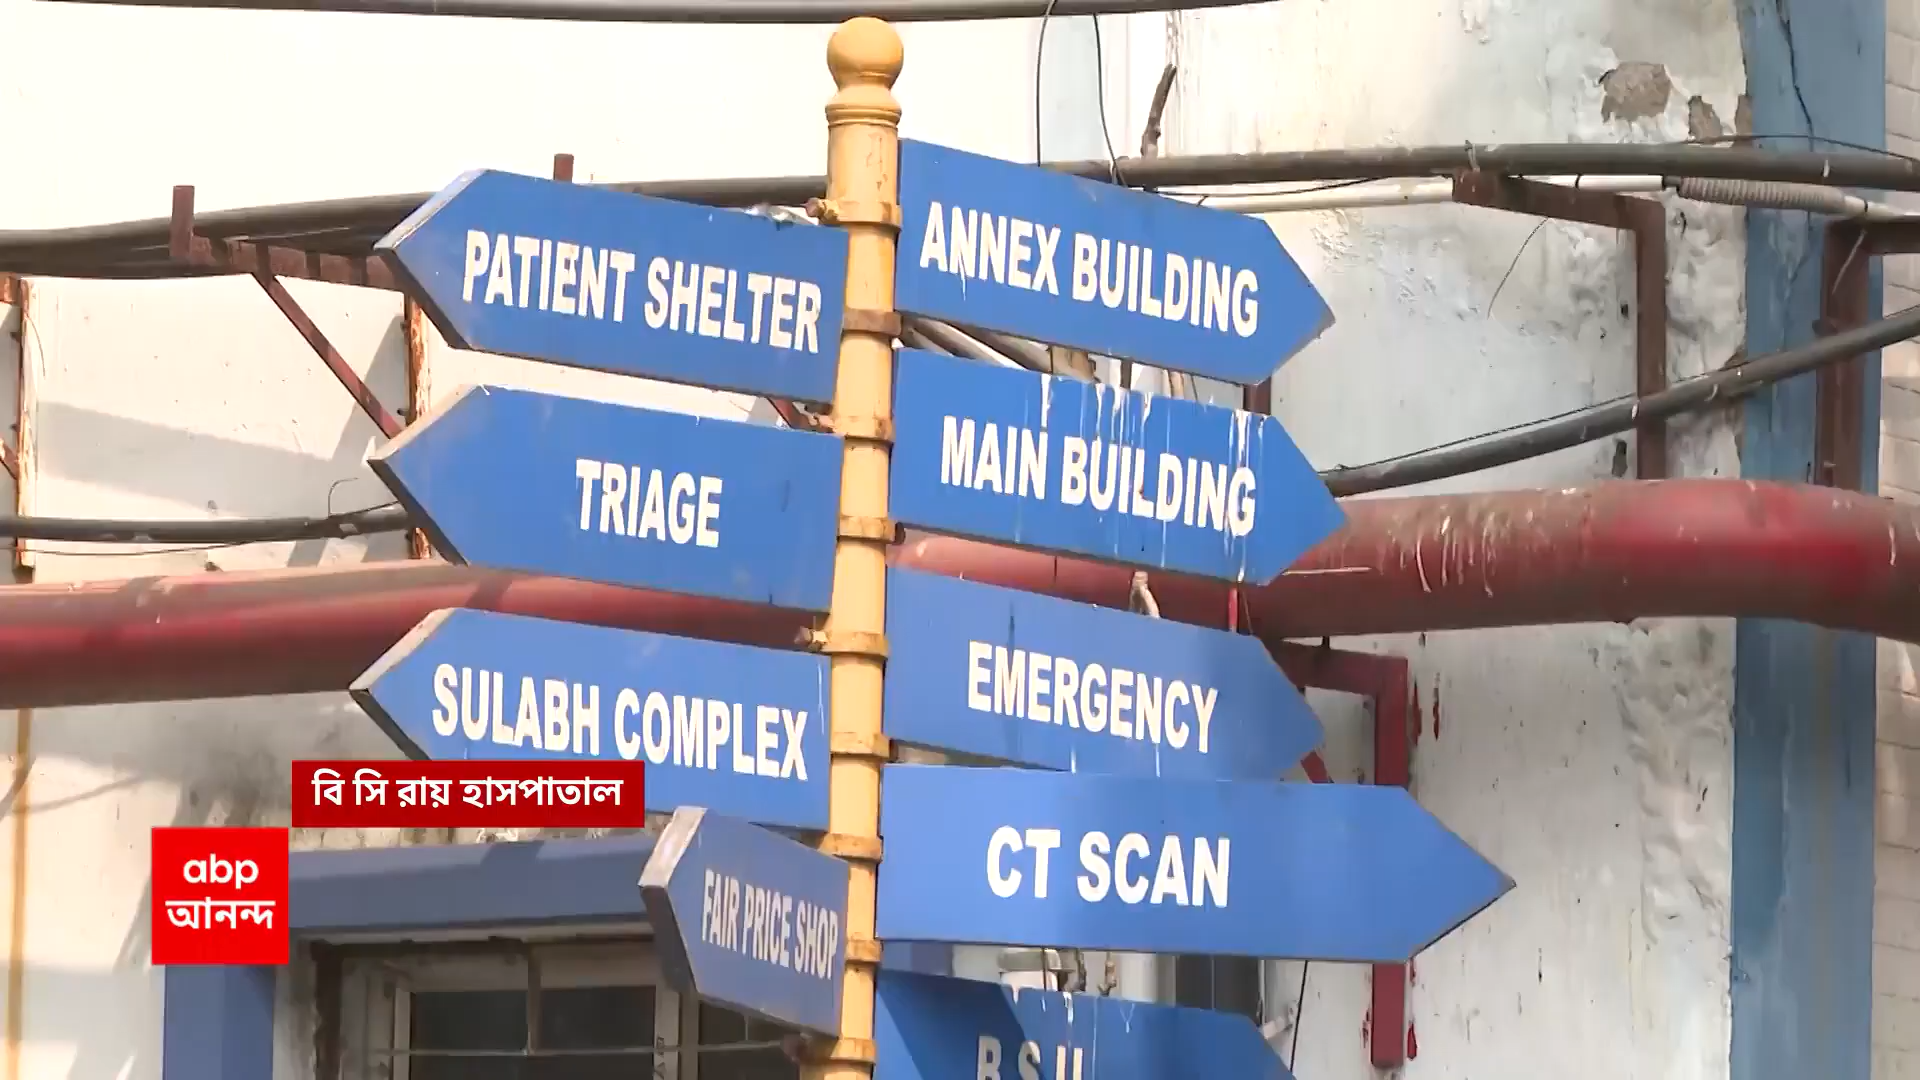 PATIENT SHELTER
ANNEX BUILDING
TRIAGE
MAIN BUILDING
SULABH COMPLEX
EMERGENCY
FAIR PRICE SHOP
CT SCAN
বি সি রায় হাসপাতাল
abp
আনন্দ